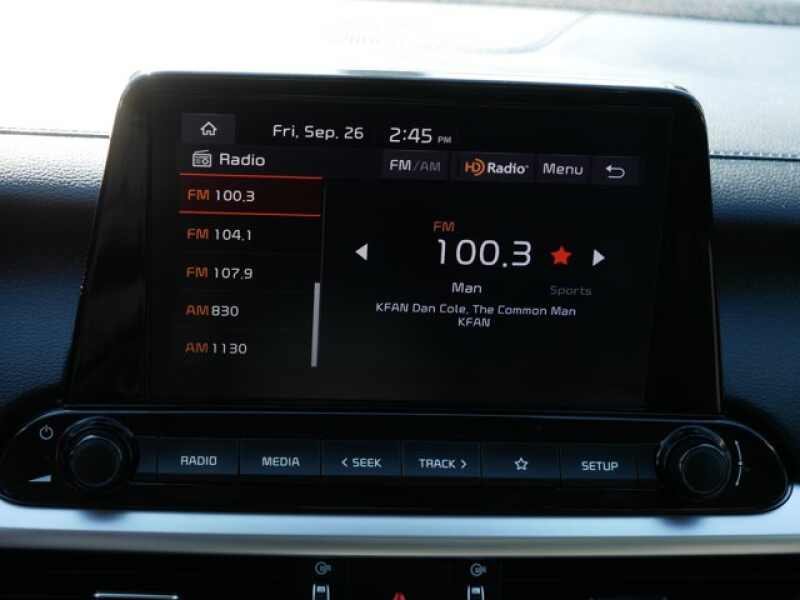 Fri, Sep. 26 2:45 PM
Radio FM/AM HD Radio Menu
FM 100.3
FM 104.1
FM 107.9
AM 830
AM 1130
FM
100.3
Man Sports
KFAN Dan Cole, The Common Man
KFAN
RADIO MEDIA < SEEK TRACK > SETUP